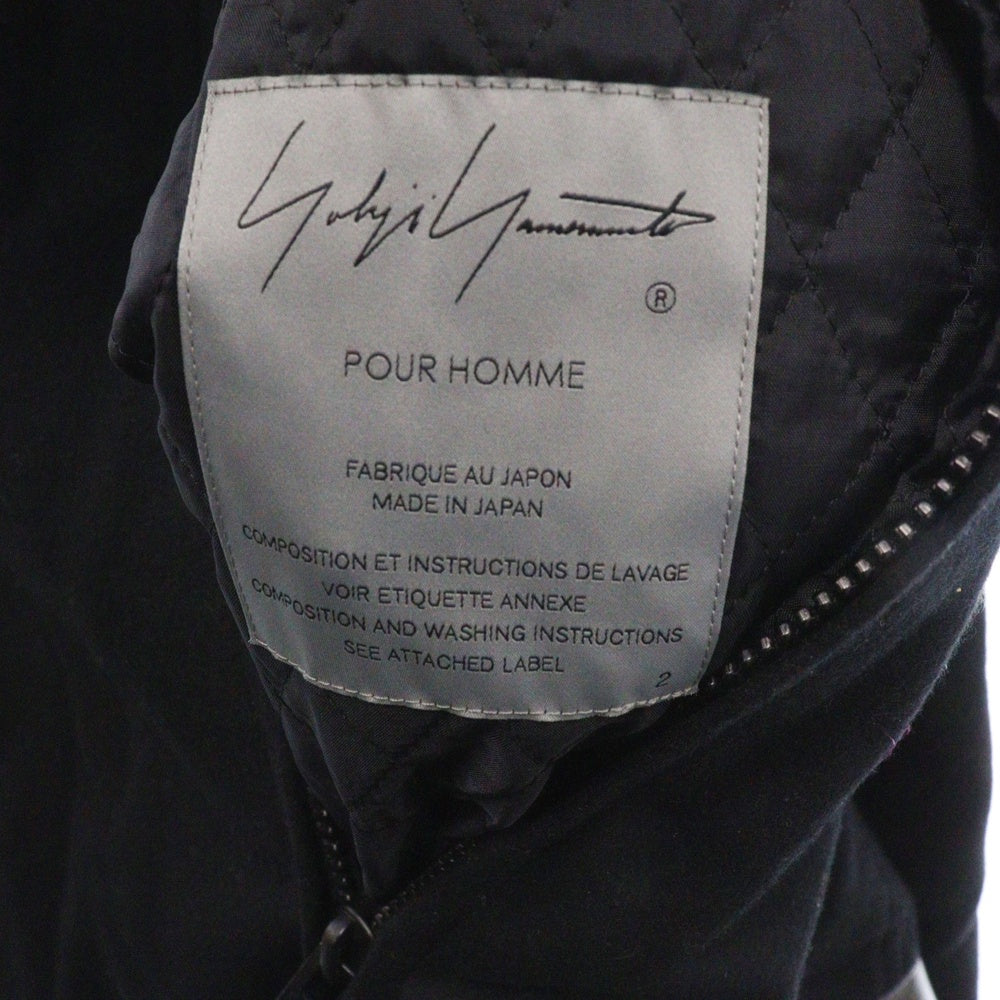 Yohji Yamamoto
®
POUR HOMME
FABRIQUE AU JAPON
MADE IN JAPAN
COMPOSITION ET INSTRUCTIONS DE LAVAGE
VOIR ETIQUETTE ANNEXE
COMPOSITION AND WASHING INSTRUCTIONS
SEE ATTACHED LABEL
2